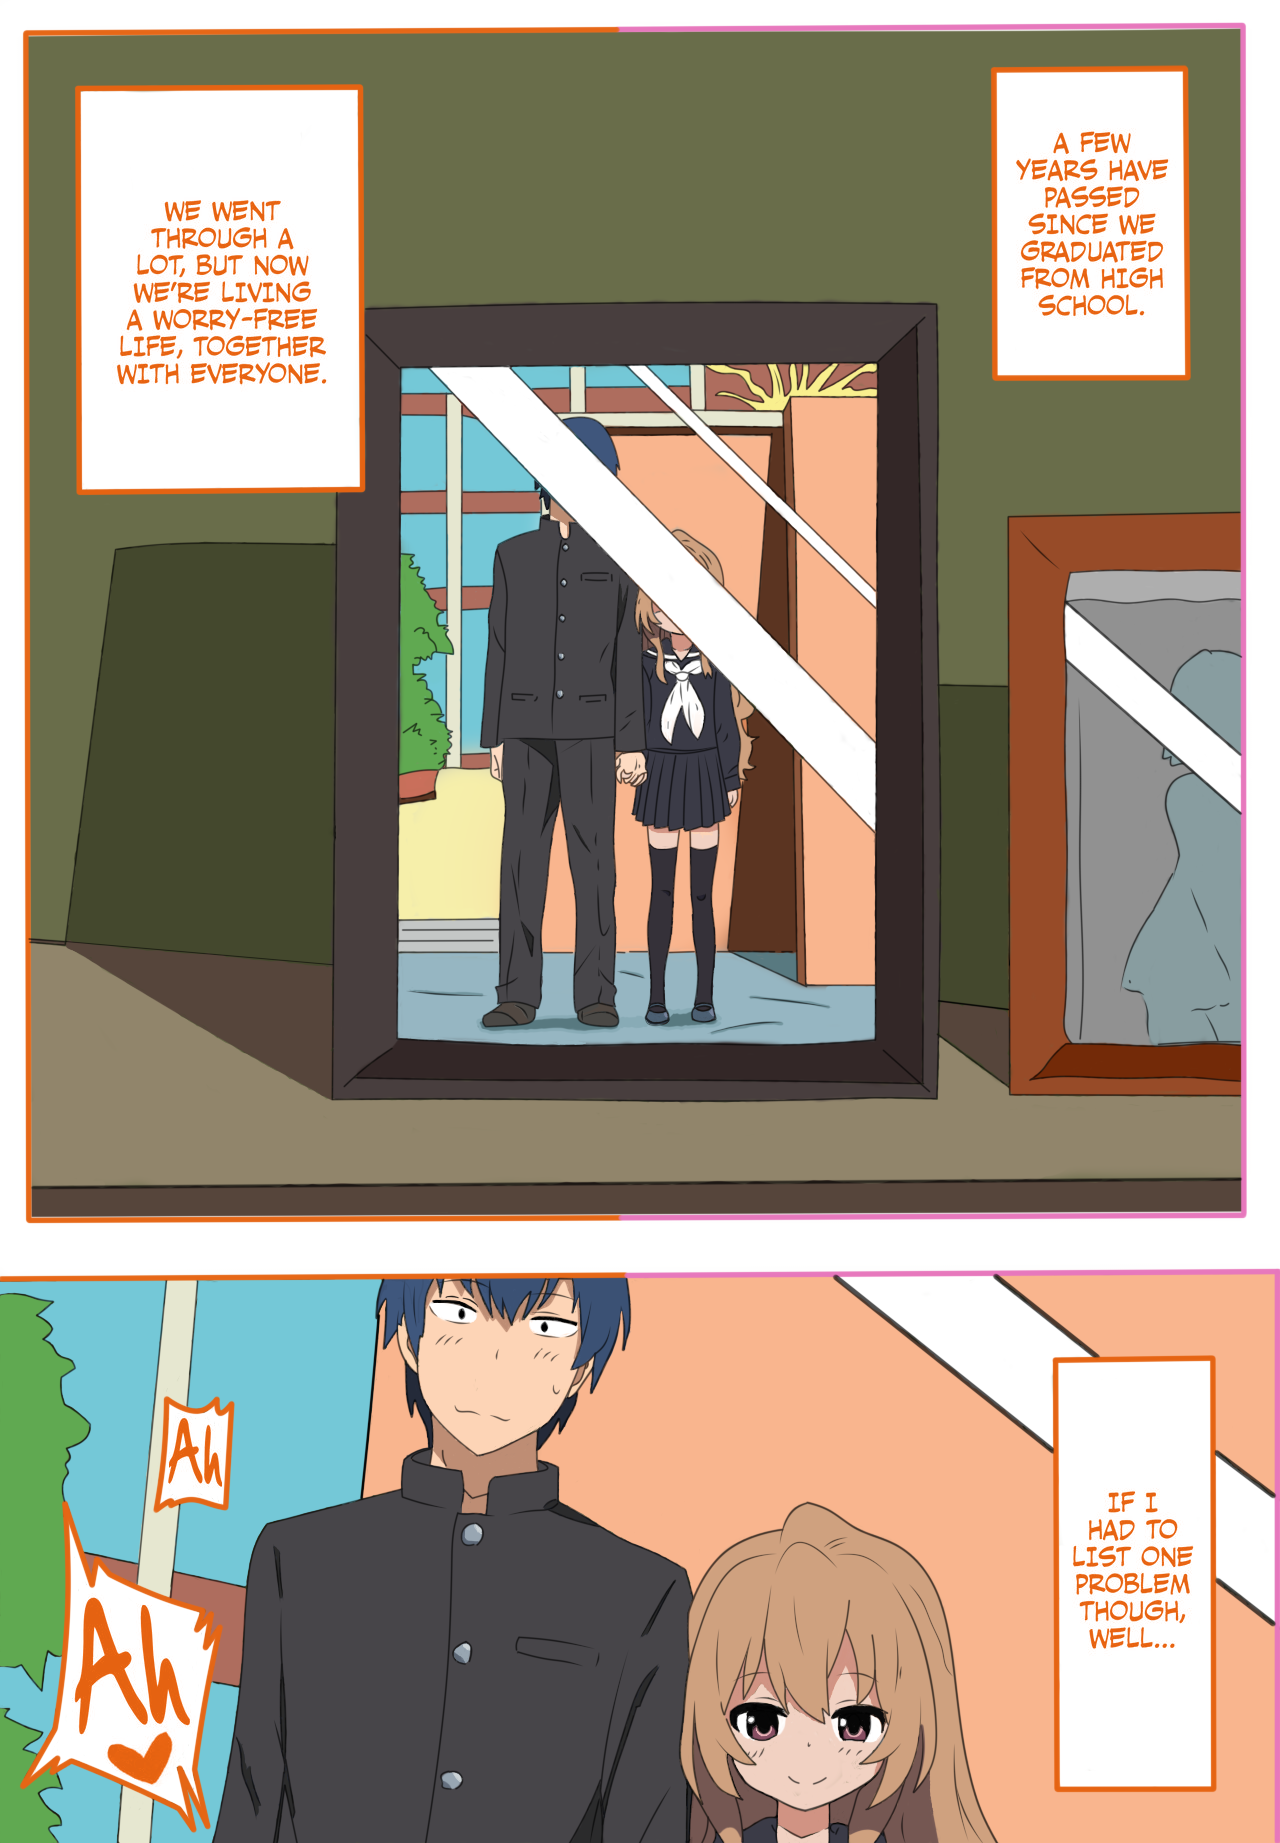 A FEW
YEARS HAVE
PASSED
SINCE WE
GRADUATED
FROM HIGH
SCHOOL.
WE WENT
THROUGH A
LOT, BUT NOW
WE'RE LIVING
A WORRY-FREE
LIFE, TOGETHER
WITH EVERYONE.
IF I
HAD TO
LIST ONE
PROBLEM
THOUGH,
WELL...
Ah
Ah